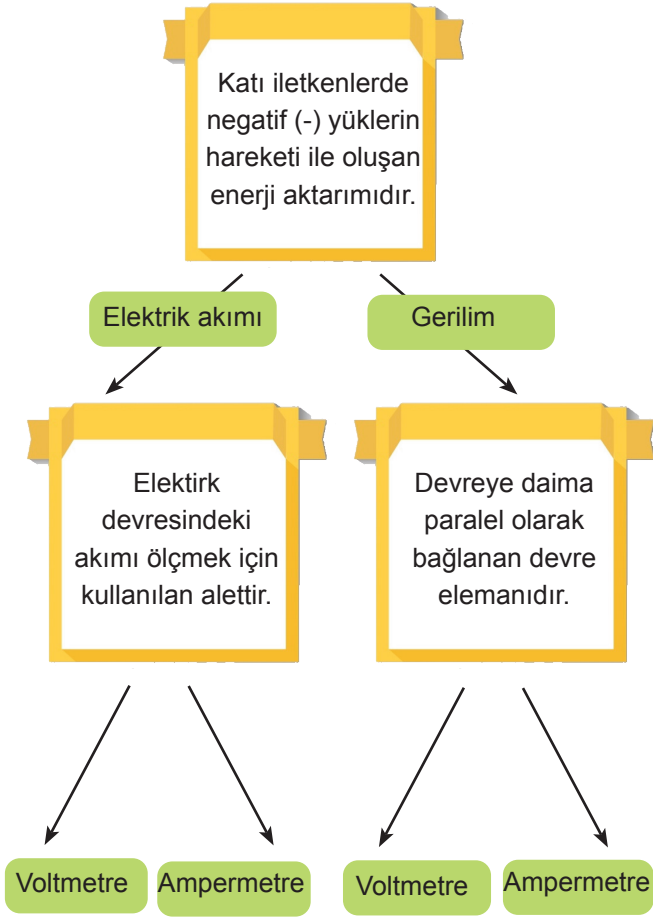 Katı iletkenlerde
negatif (-) yüklerin
hareketi ile oluşan
enerji aktarımıdır.
Elektrik akımı
Gerilim
Elektirk
devresindeki
akımı ölçmek için
kullanılan alettir.
Devreye daima
paralel olarak
bağlanan devre
elemanıdır.
Voltmetre
Ampermetre
Voltmetre
Ampermetre